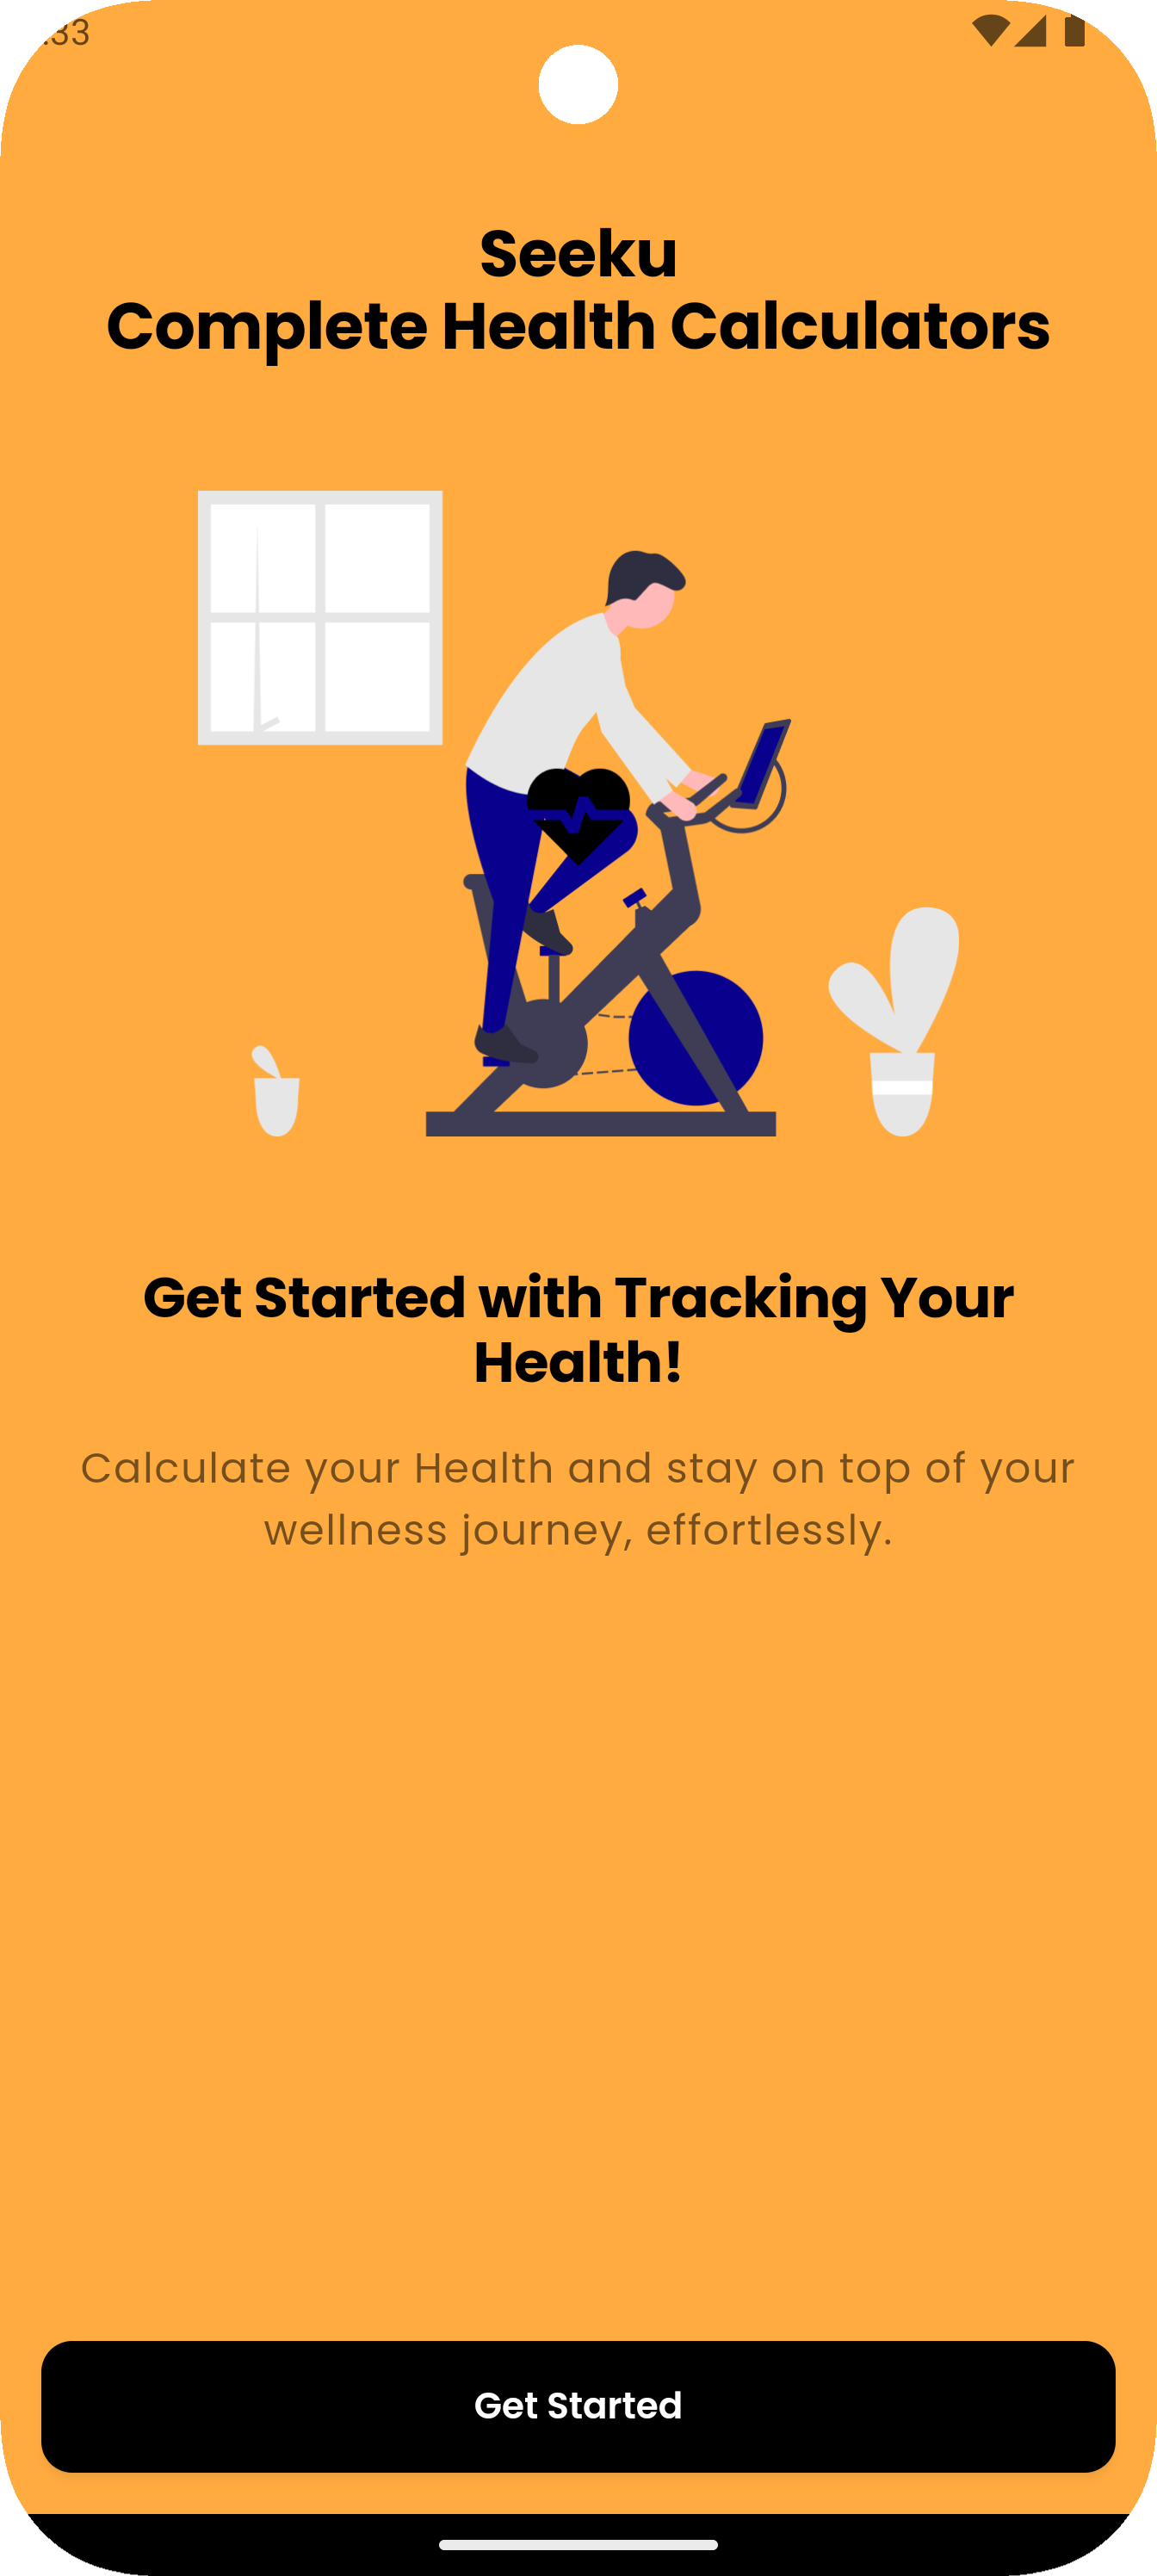 Seeku
Complete Health Calculators
Get Started with Tracking Your
Health!
Calculate your Health and stay on top of your
wellness journey, effortlessly.
Get Started